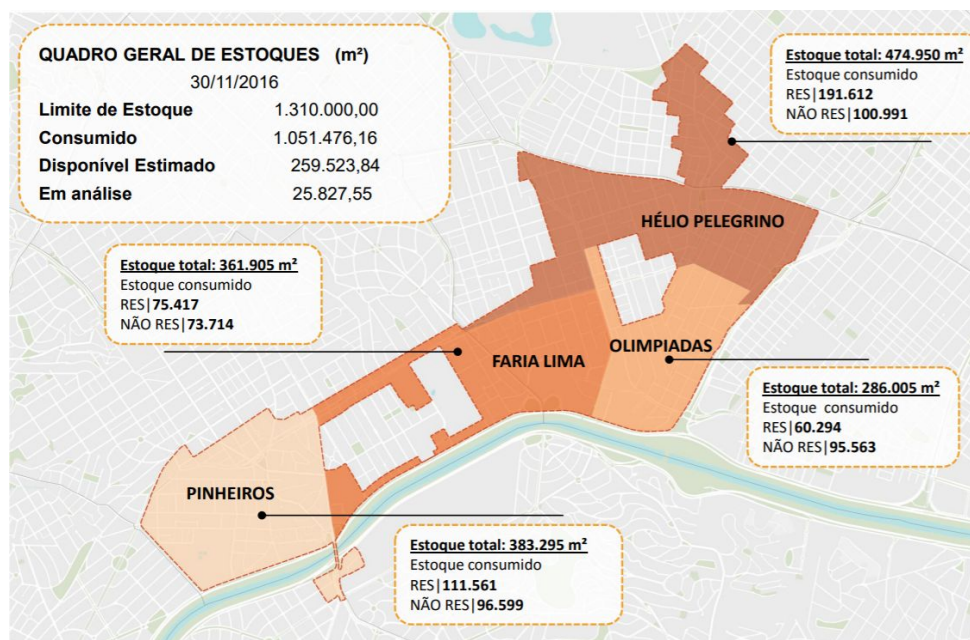 QUADRO GERAL DE ESTOQUES (m²)
30/11/2016
Limite de Estoque 1.310.000,00
Consumido 1.051.476,16
Disponível Estimado 259.523,84
Em análise 25.827,55
Estoque total: 474.950 m²
Estoque consumido
RES|191.612
NÃO RES|100.991
HÉLIO PELEGRINO
Estoque total: 361.905 m²
Estoque consumido
RES|75.417
NÃO RES|73.714
FARIA LIMA
OLIMPIADAS
Estoque total: 286.005 m²
Estoque consumido
RES|60.294
NÃO RES|95.563
PINHEIROS
Estoque total: 383.295 m²
Estoque consumido
RES|111.561
NÃO RES|96.599